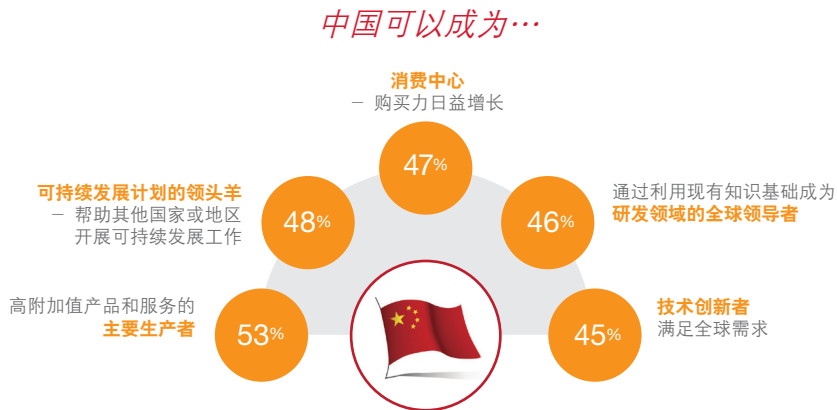 中国可以成为…
消费中心
– 购买力日益增长
47%
可持续发展计划的领头羊
– 帮助其他国家或地区
开展可持续发展工作
48%
通过利用现有知识基础成为
研发领域的全球领导者
46%
高附加值产品和服务的
主要生产者
53%
技术创新者
满足全球需求
45%